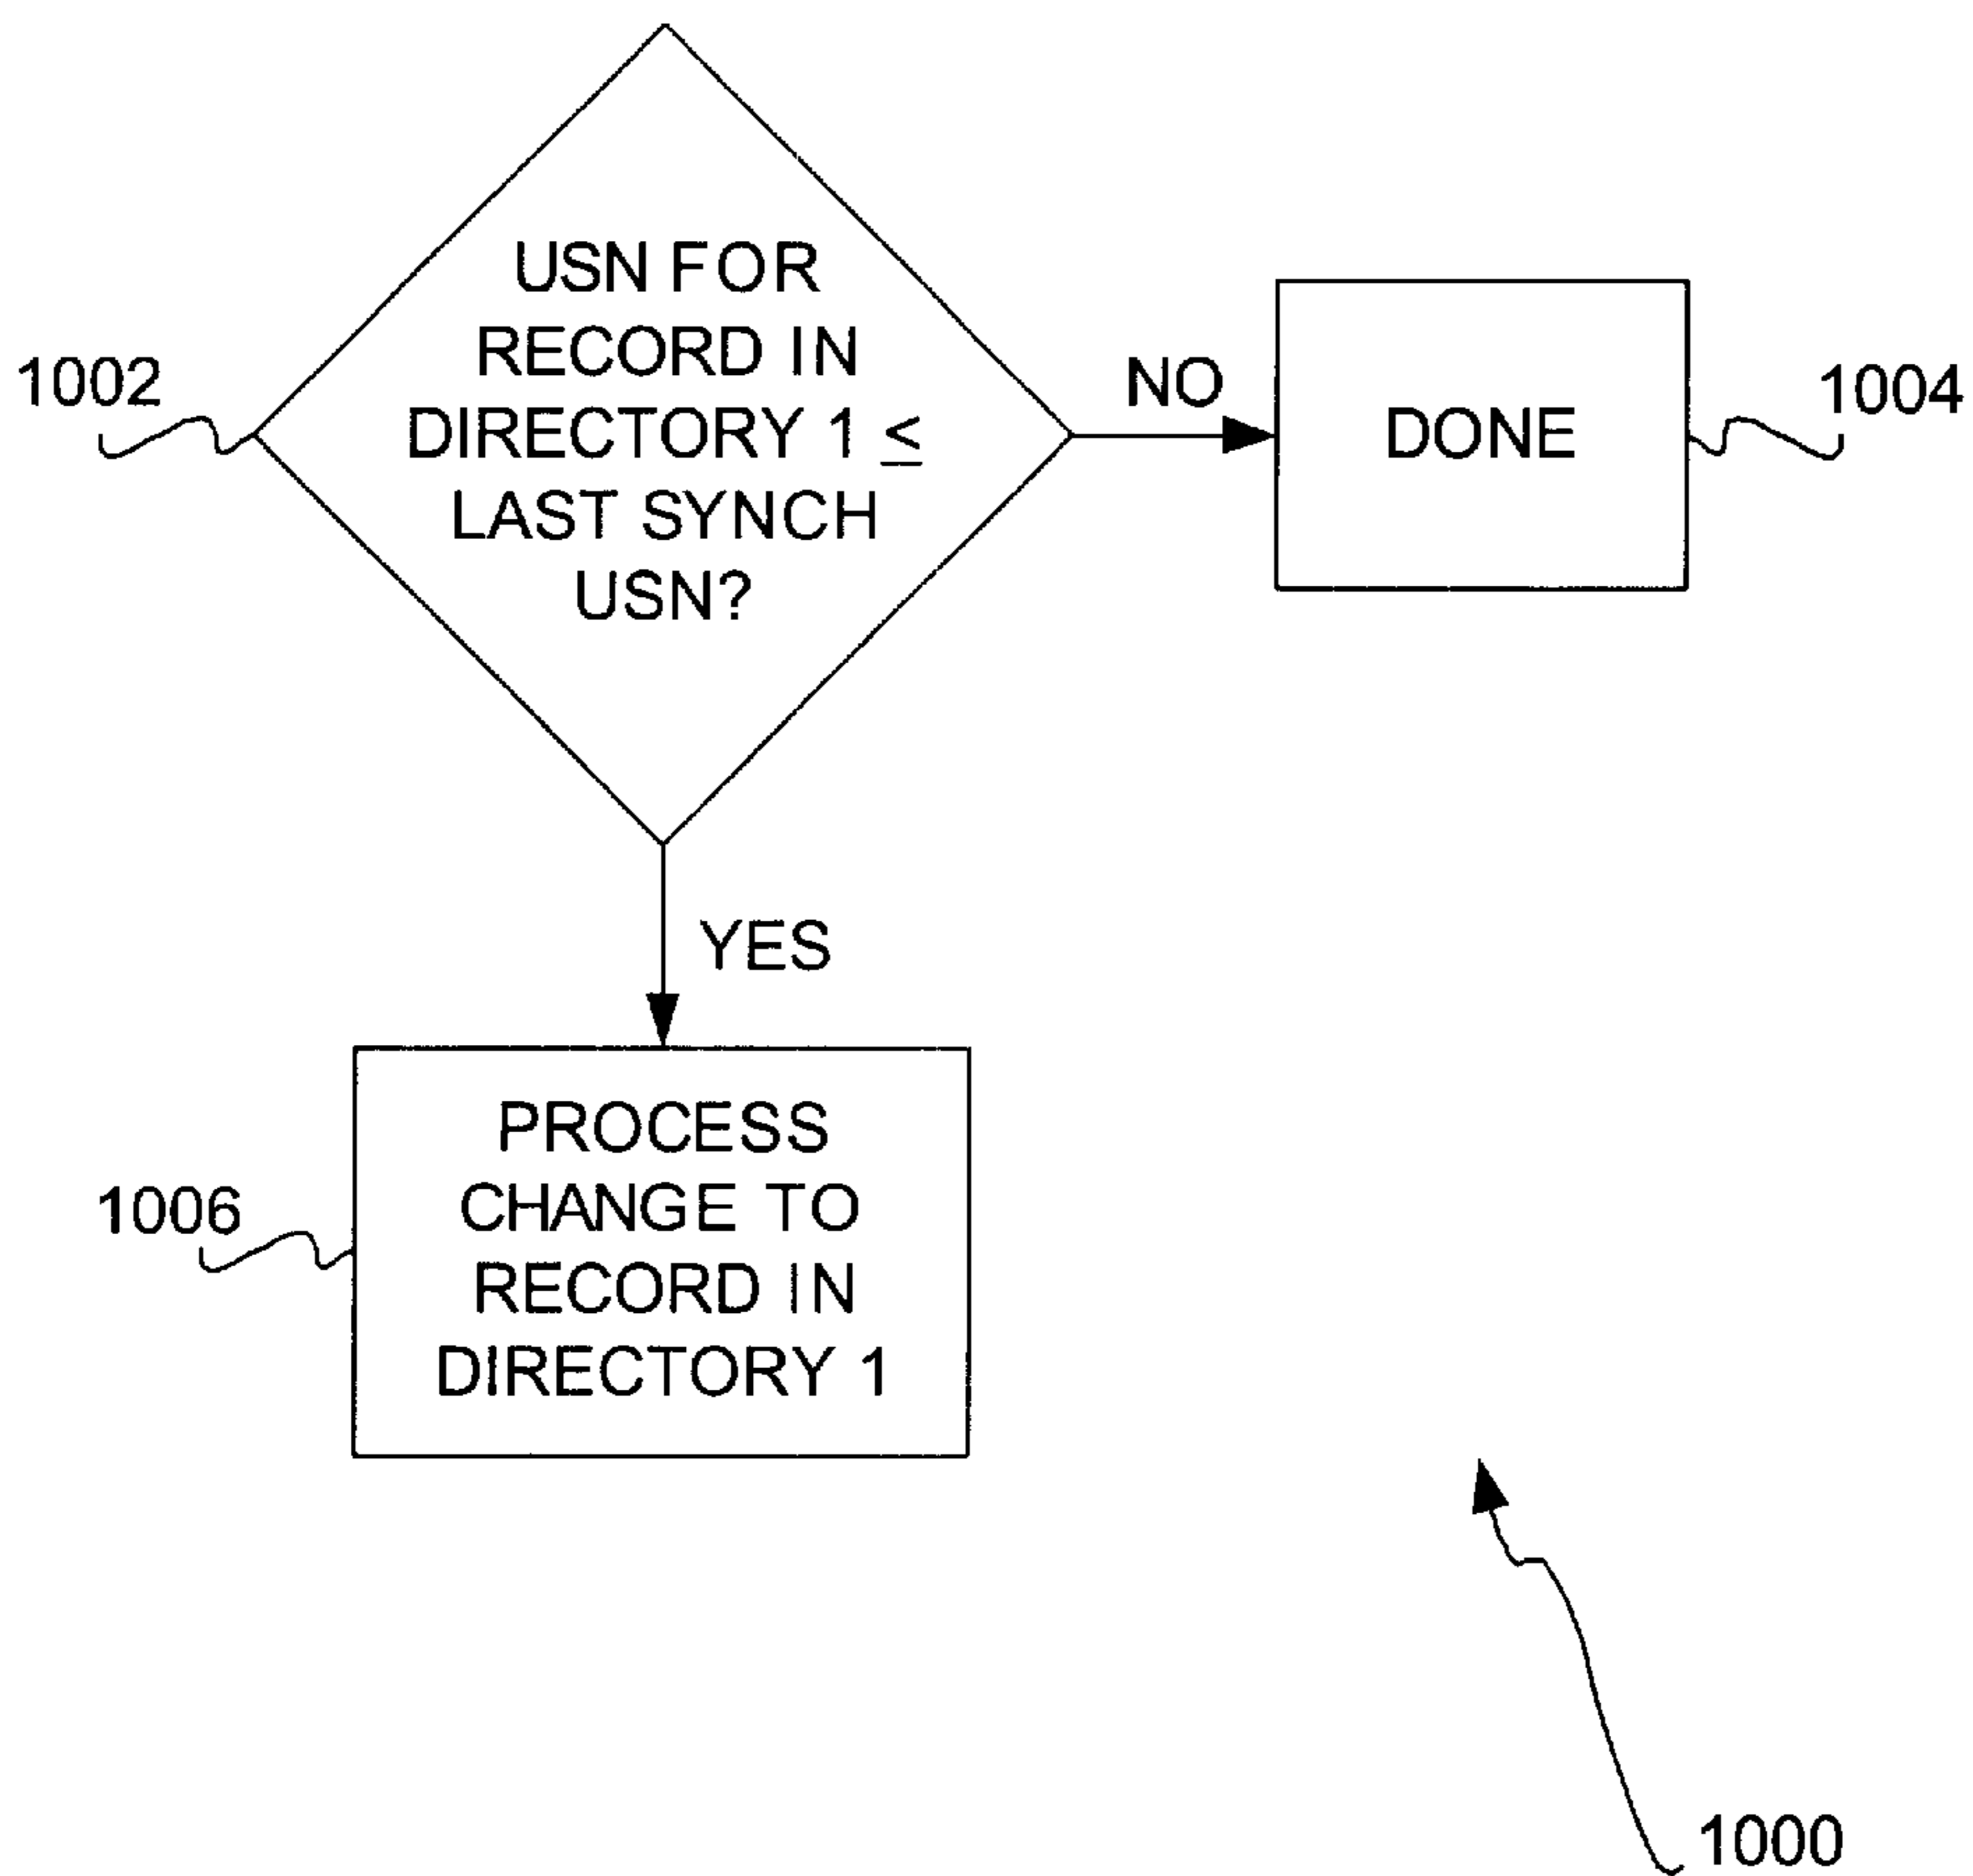 USN FOR
RECORD IN
DIRECTORY 1 ≤
LAST SYNCH
USN?
1002
NO
DONE
1004
YES
PROCESS
CHANGE TO
RECORD IN
DIRECTORY 1
1006
1000